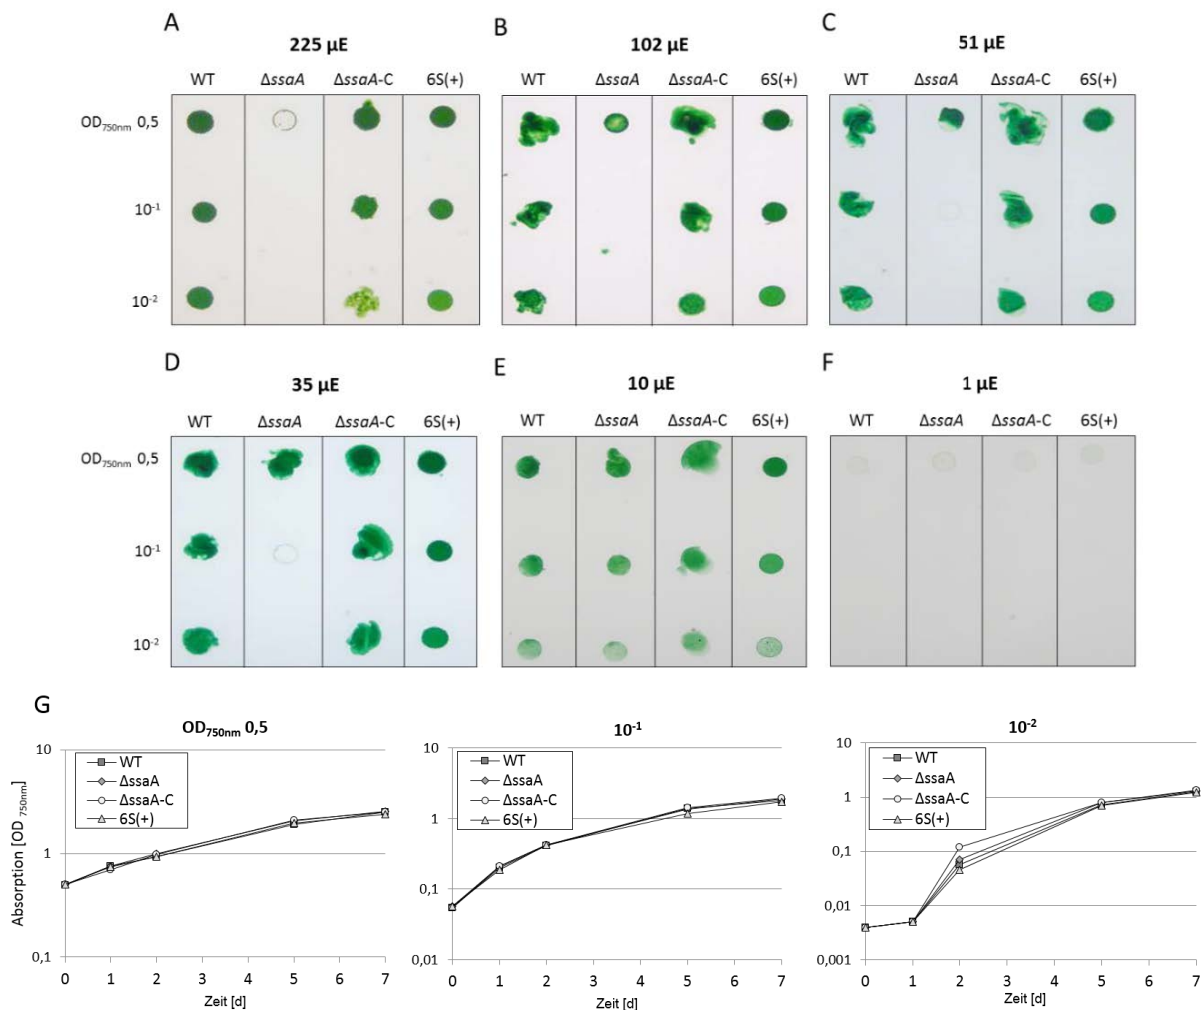 A
225 µE
WT ΔssaA ΔssaA-C 6S(+)
OD750nm 0,5
10-1
10-2
B
102 µE
WT ΔssaA ΔssaA-C 6S(+)
C
51 µE
WT ΔssaA ΔssaA-C 6S(+)
D
35 µE
WT ΔssaA ΔssaA-C 6S(+)
OD750nm 0,5
10-1
10-2
E
10 µE
WT ΔssaA ΔssaA-C 6S(+)
F
1 µE
WT ΔssaA ΔssaA-C 6S(+)
G
OD750nm 0,5
Absorption [OD 750nm]
10
1
0,1
WT
ΔssaA
ΔssaA-C
6S(+)
0 1 2 3 4 5 6 7
Zeit [d]
10-1
10
1
0,1
0,01
WT
ΔssaA
ΔssaA-C
6S(+)
0 1 2 3 4 5 6 7
Zeit [d]
10-2
10
1
0,1
0,01
0,001
WT
ΔssaA
ΔssaA-C
6S(+)
0 1 2 3 4 5 6 7
Zeit [d]